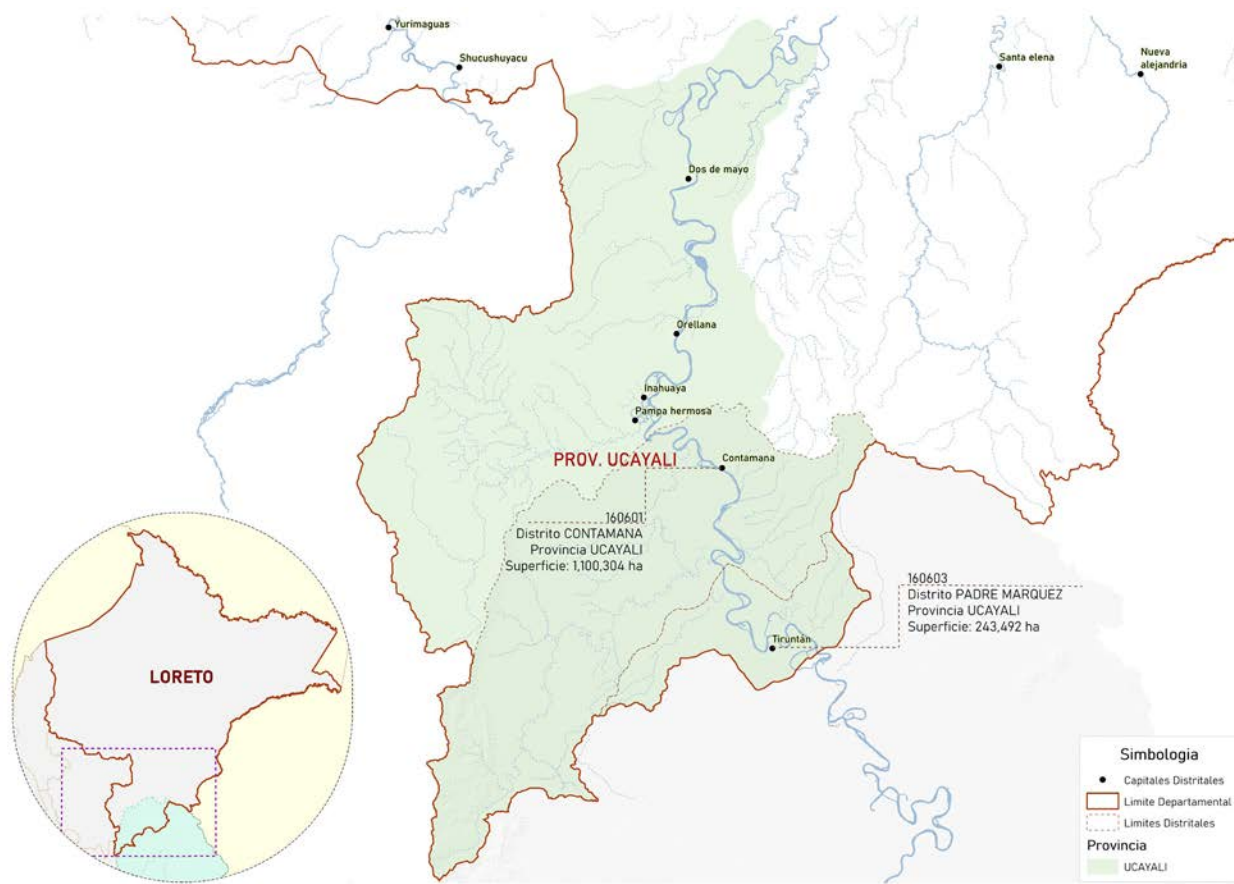 Yurimaguas
Shucushuyacu
Santa elena
Nueva
alejandria
Dos de mayo
Orellana
Inahuaya
Pampa hermosa
PROV. UCAYALI
Contamana
160601
Distrito CONTAMANA
Provincia UCAYALI
Superficie: 1,100,304 ha
160603
Distrito PADRE MARQUEZ
Provincia UCAYALI
Superficie: 243,492 ha
Tiruntán
LORETO
Simbologia
Capitales Distritales
Limite Departamental
Limites Distritales
Provincia
UCAYALI